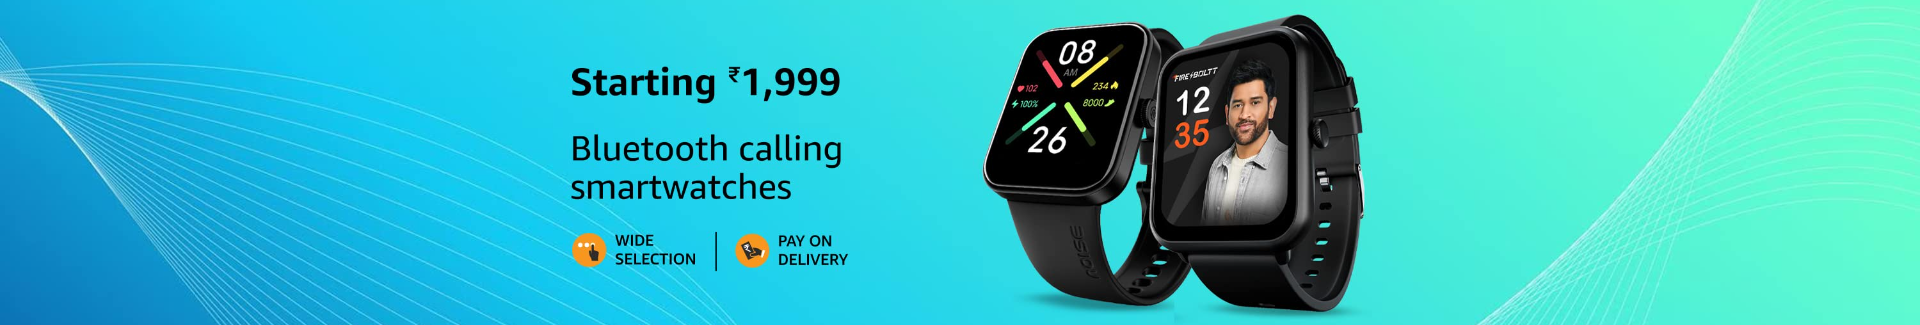 Starting ₹1,999
Bluetooth calling
smartwatches
WIDE
SELECTION
PAY ON
DELIVERY
08
AM
102
234
100%
8000
26
NOISE
FIRE-BOLTT
12
35